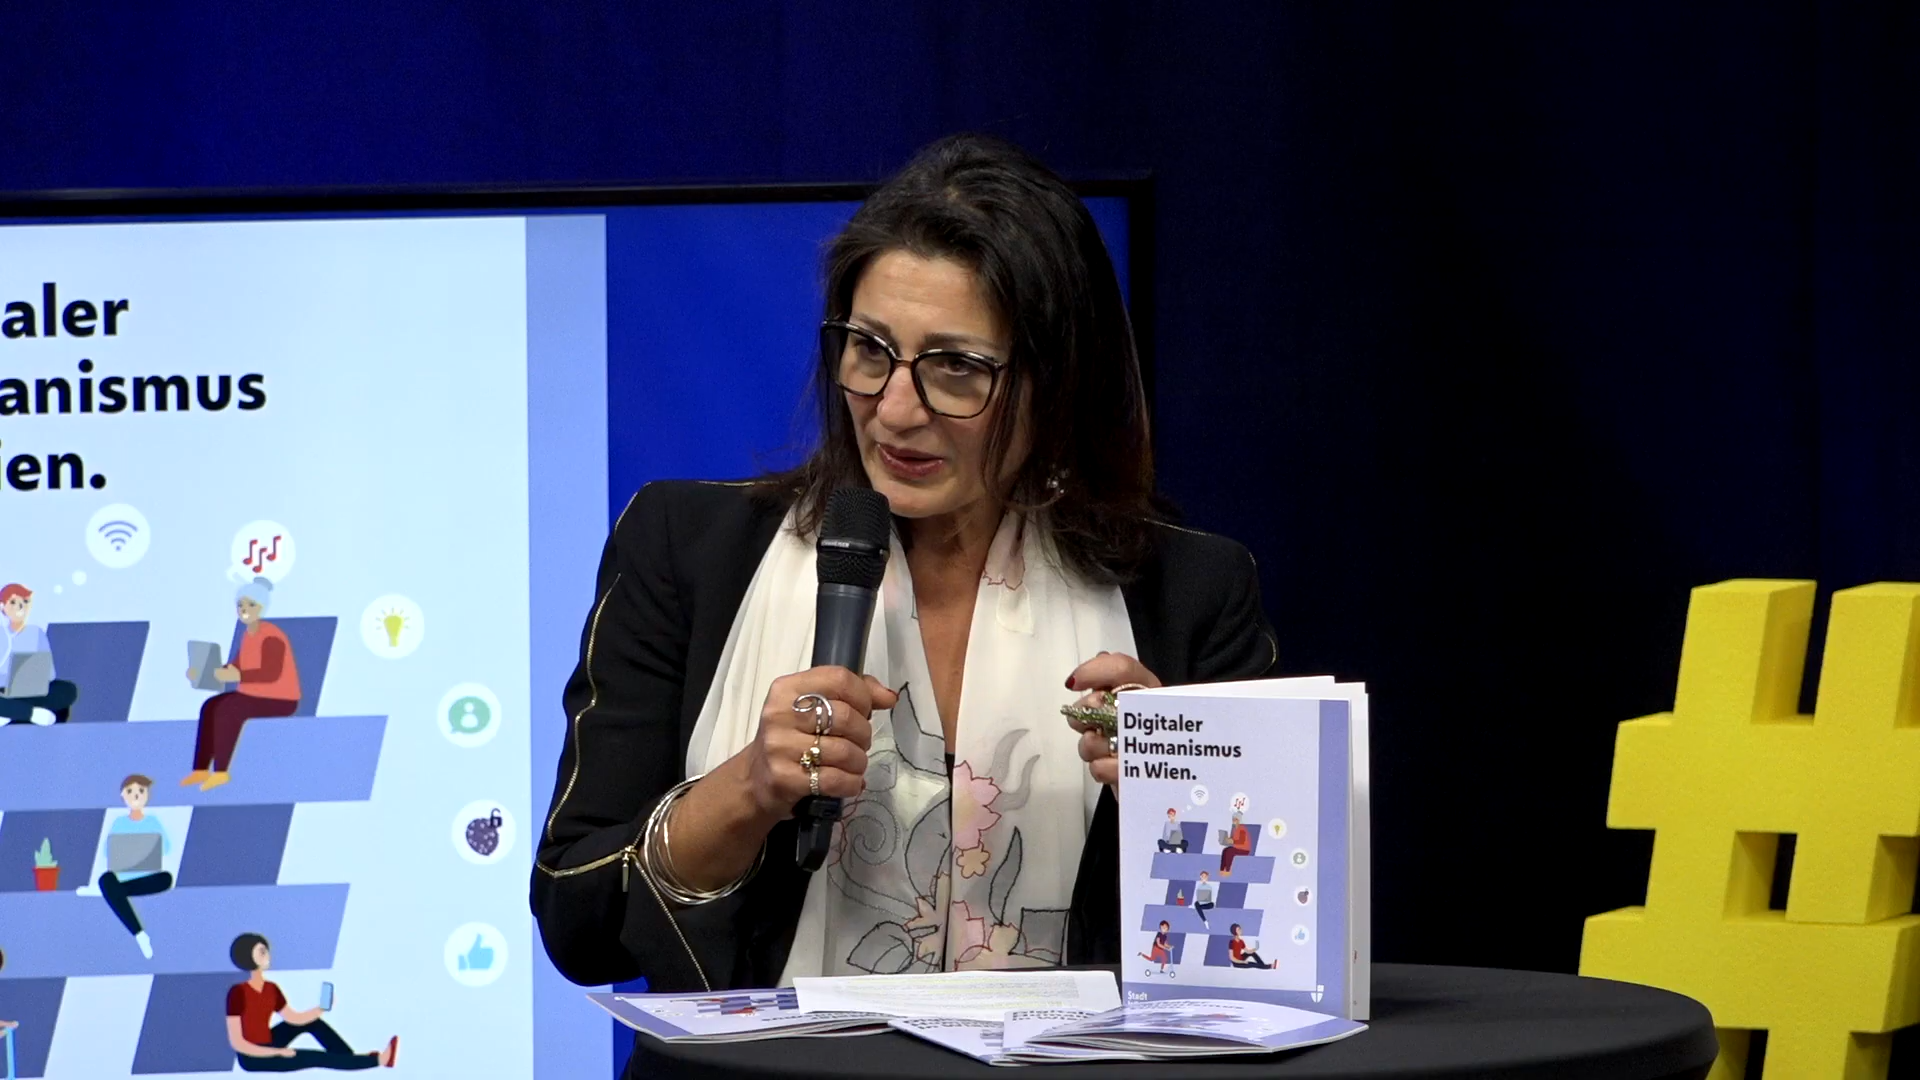 aler
anismus
ien.
Digitaler
Humanismus
in Wien.
Stadt